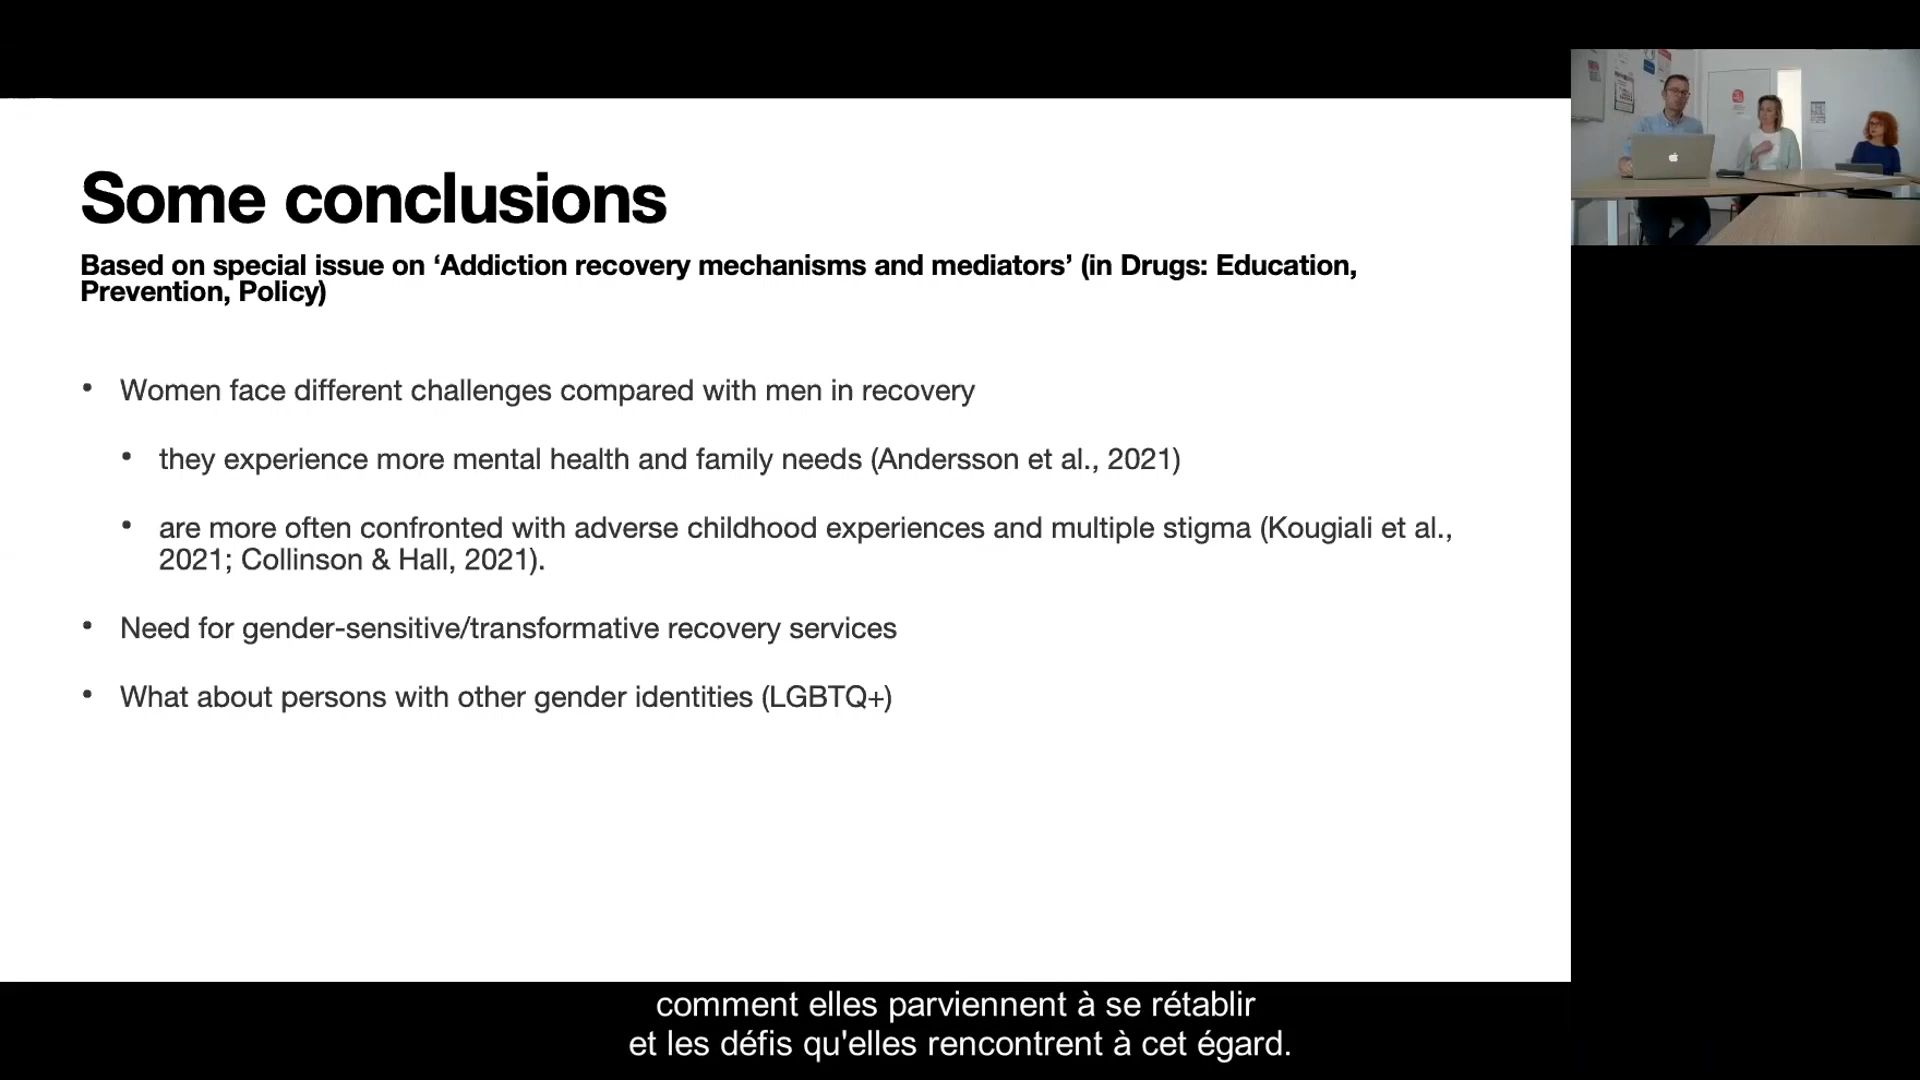 Some conclusions
Based on special issue on ‘Addiction recovery mechanisms and mediators’ (in Drugs: Education,
Prevention, Policy)
• Women face different challenges compared with men in recovery
• they experience more mental health and family needs (Andersson et al., 2021)
• are more often confronted with adverse childhood experiences and multiple stigma (Kougiali et al.,
2021; Collinson & Hall, 2021).
• Need for gender-sensitive/transformative recovery services
• What about persons with other gender identities (LGBTQ+)
comment elles parviennent à se rétablir
et les défis qu'elles rencontrent à cet égard.